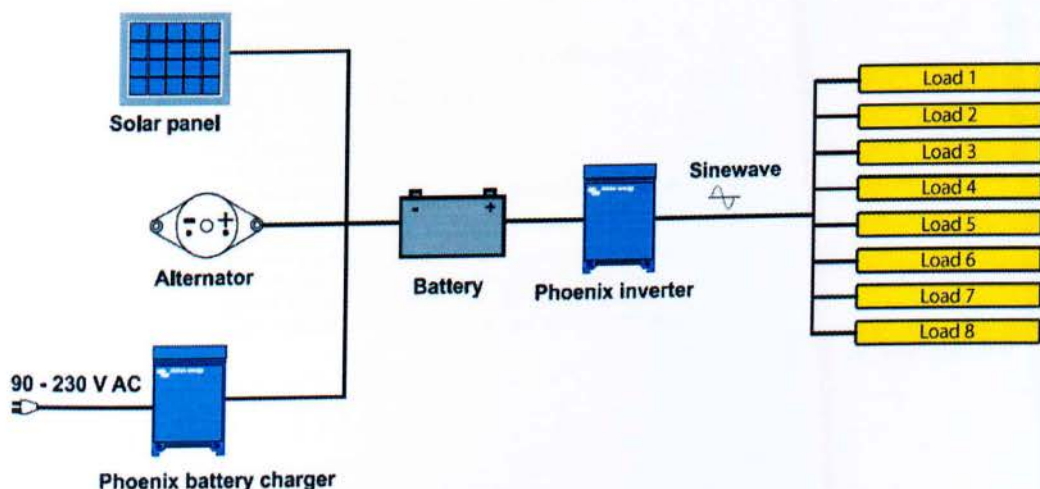 Solar panel
Alternator
90 - 230 V AC
Phoenix battery charger
-
+
-
+
Battery
Phoenix inverter
Sinewave
Load 1
Load 2
Load 3
Load 4
Load 5
Load 6
Load 7
Load 8